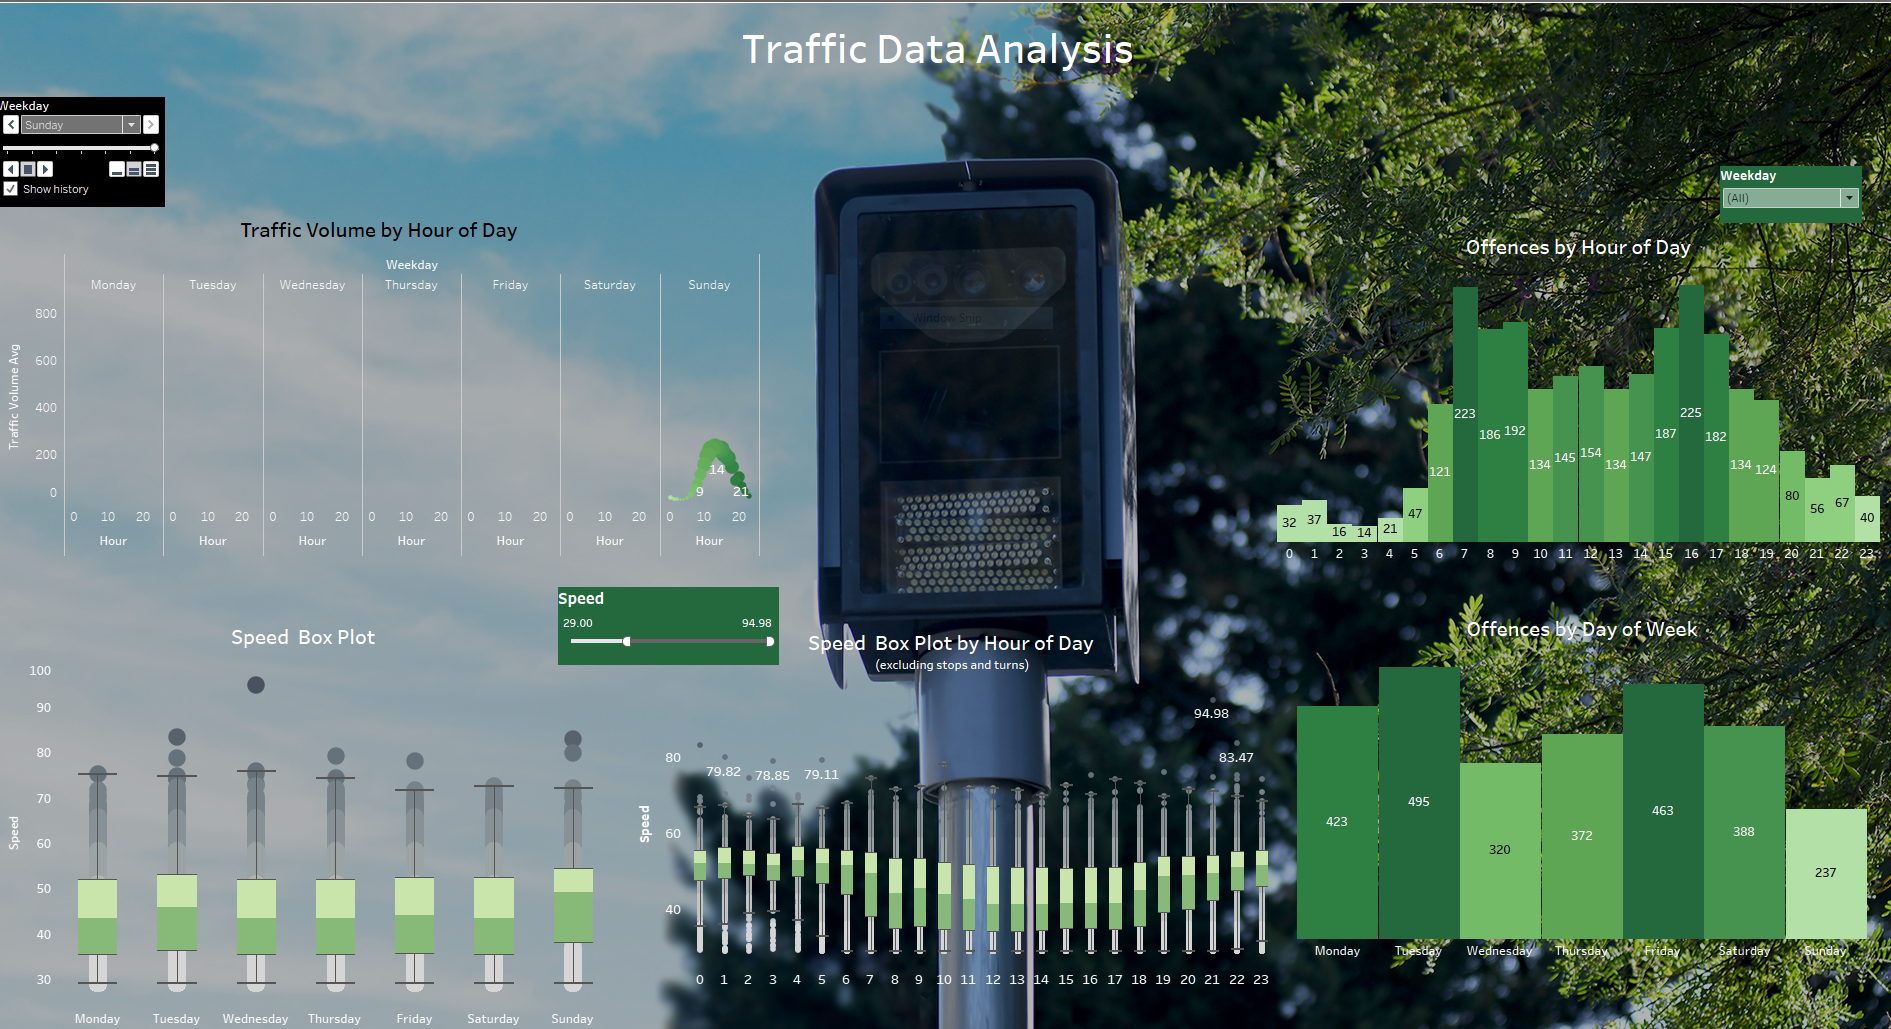 Traffic Data Analysis
Weekday
Sunday
Show history
Traffic Volume by Hour of Day
Weekday
Monday Tuesday Wednesday Thursday Friday Saturday Sunday
Traffic Volume Avg
800
600
400
200
0
14
9
21
0 10 20 0 10 20 0 10 20 0 10 20 0 10 20 0 10 20 0 10 20
Hour Hour Hour Hour Hour Hour Hour
Window Snip
Weekday
(All)
Offences by Hour of Day
32 37 16 14 21 47 121 223 186 192 134 145 154 134 147 187 225 182 134 124 80 56 67 40
0 1 2 3 4 5 6 7 8 9 10 11 12 13 14 15 16 17 18 19 20 21 22 23
Speed
29.00 94.98
Speed Box Plot
Speed
100
90
80
70
60
50
40
30
Monday Tuesday Wednesday Thursday Friday Saturday Sunday
Speed Box Plot by Hour of Day
(excluding stops and turns)
Speed
80
60
40
79.82 78.85 79.11 94.98 83.47
0 1 2 3 4 5 6 7 8 9 10 11 12 13 14 15 16 17 18 19 20 21 22 23
Offences by Day of Week
423 495 320 372 463 388 237
Monday Tuesday Wednesday Thursday Friday Saturday Sunday